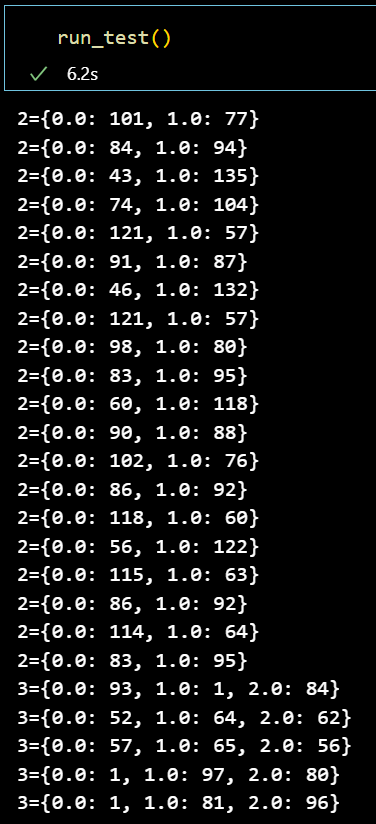 run_test()
6.2s
2={0.0: 101, 1.0: 77}
2={0.0: 84, 1.0: 94}
2={0.0: 43, 1.0: 135}
2={0.0: 74, 1.0: 104}
2={0.0: 121, 1.0: 57}
2={0.0: 91, 1.0: 87}
2={0.0: 46, 1.0: 132}
2={0.0: 121, 1.0: 57}
2={0.0: 98, 1.0: 80}
2={0.0: 83, 1.0: 95}
2={0.0: 60, 1.0: 118}
2={0.0: 90, 1.0: 88}
2={0.0: 102, 1.0: 76}
2={0.0: 86, 1.0: 92}
2={0.0: 118, 1.0: 60}
2={0.0: 56, 1.0: 122}
2={0.0: 115, 1.0: 63}
2={0.0: 86, 1.0: 92}
2={0.0: 114, 1.0: 64}
2={0.0: 83, 1.0: 95}
3={0.0: 93, 1.0: 1, 2.0: 84}
3={0.0: 52, 1.0: 64, 2.0: 62}
3={0.0: 57, 1.0: 65, 2.0: 56}
3={0.0: 1, 1.0: 97, 2.0: 80}
3={0.0: 1, 1.0: 81, 2.0: 96}